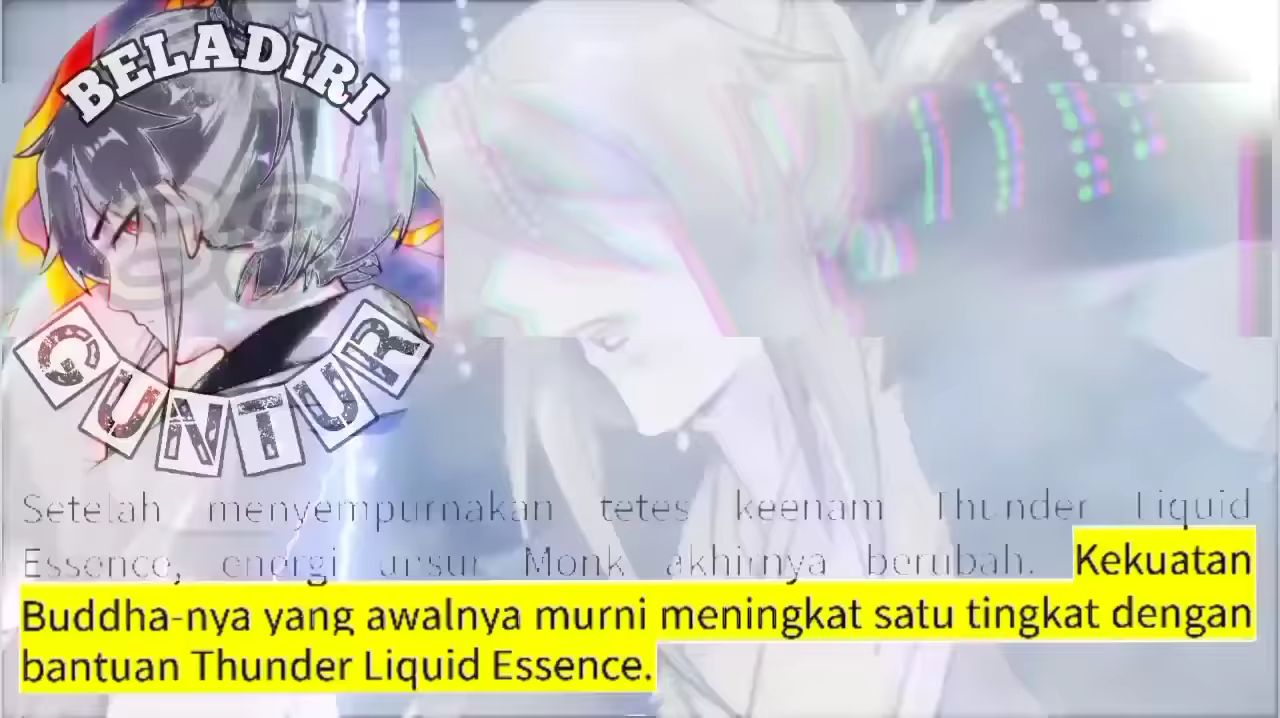 BELADIRI
GUNTUR
Setelah menyempurnakan tetes keenam Thunder Liquid
Essence, energi unsur Monk akhirnya berubah. Kekuatan
Buddha-nya yang awalnya murni meningkat satu tingkat dengan
bantuan Thunder Liquid Essence.